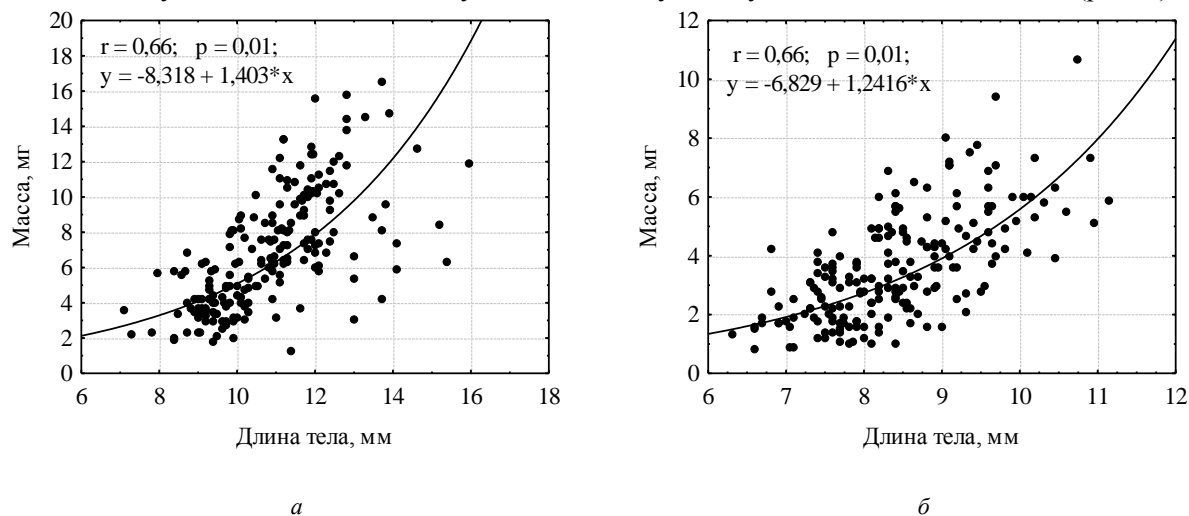 r = 0,66; p = 0,01;
y = -8,318 + 1,403*x
20
18
16
14
12
10
8
6
4
2
0
Масса, мг
6 8 10 12 14 16 18
Длина тела, мм
а
r = 0,66; p = 0,01;
y = -6,829 + 1,2416*x
12
10
8
6
4
2
0
Масса, мг
6 7 8 9 10 11 12
Длина тела, мм
б